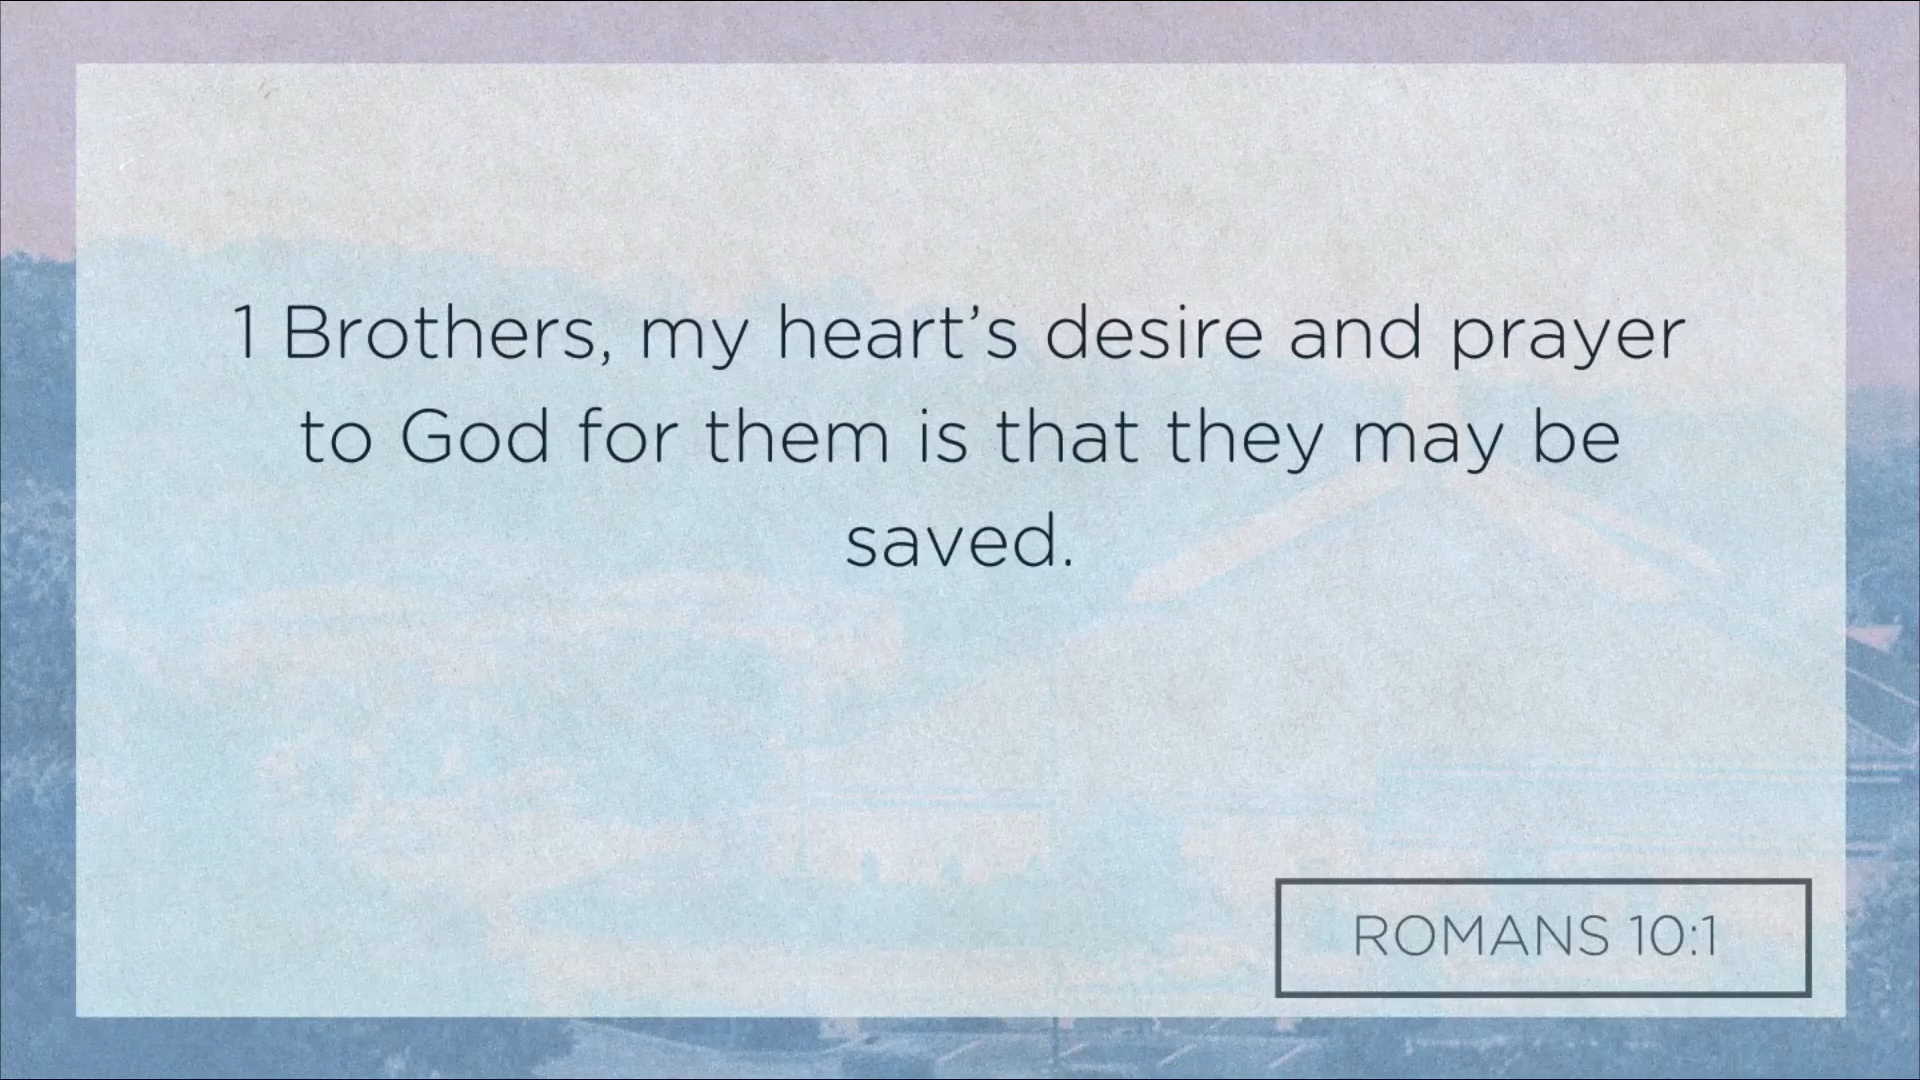 1 Brothers, my heart’s desire and prayer
to God for them is that they may be
saved.
ROMANS 10:1